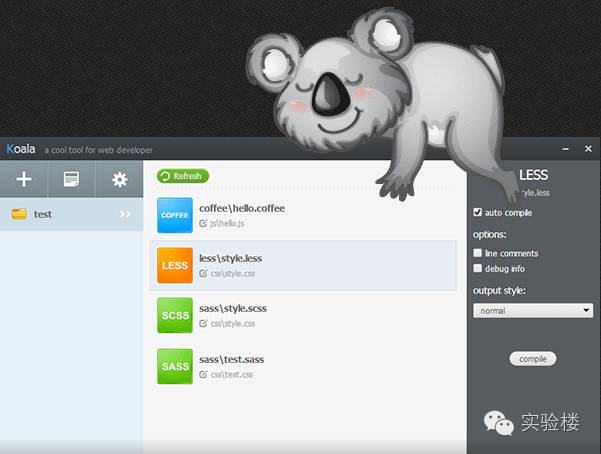 Koala a cool tool for web developer
Refresh
test
COFFEE
coffee\hello.coffee
js\hello.js
LESS
less\style.less
css\style.css
SCSS
sass\style.scss
css\style.css
SASS
sass\test.sass
css\test.css
LESS
style.less
auto compile
options:
line comments
debug info
output style:
normal
compile
实验楼